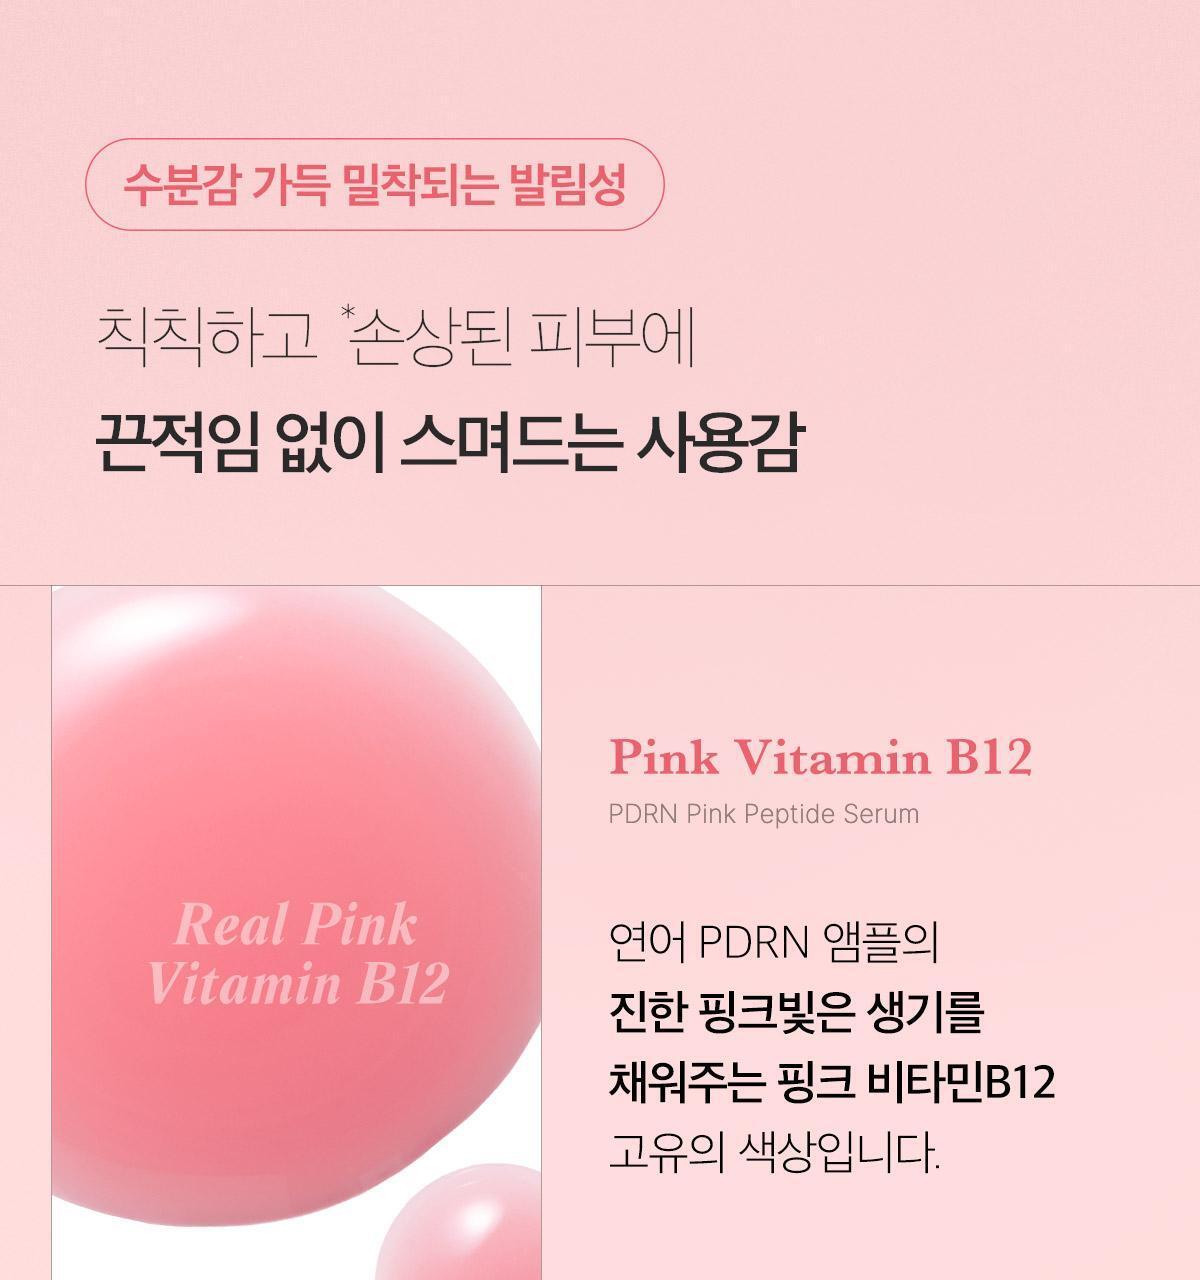 수분감 가득 밀착되는 발림성
칙칙하고 *손상된 피부에
끈적임 없이 스며드는 사용감
Real Pink
Vitamin B12
Pink Vitamin B12
PDRN Pink Peptide Serum
연어 PDRN 앰플의
진한 핑크빛은 생기를
채워주는 핑크 비타민B12
고유의 색상입니다.